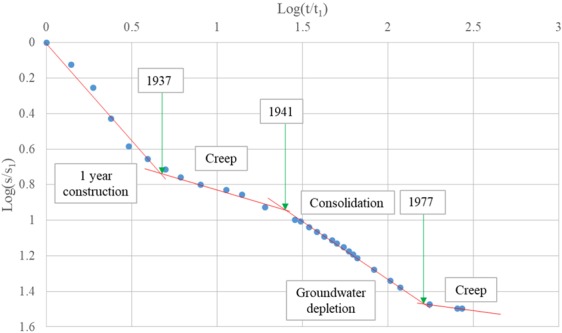 Log(t/t1)
0 0.5 1 1.5 2 2.5 3
0
0.2
0.4
0.6
0.8
1
1.2
1.4
1.6
Log(s/s1)
1937
1941
1 year
construction
Creep
Consolidation
1977
Groundwater
depletion
Creep